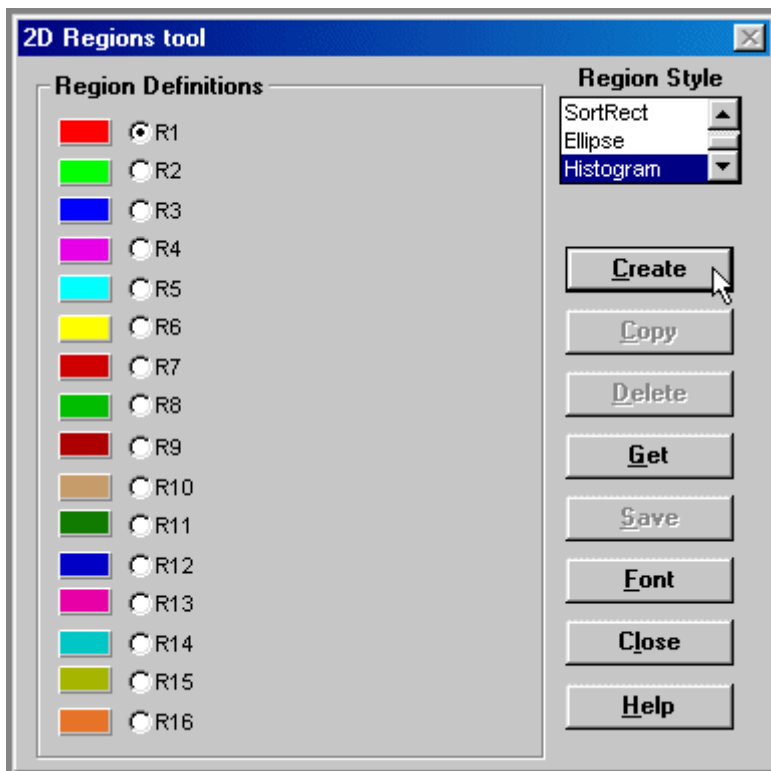 2D Regions tool
Region Definitions
R1
R2
R3
R4
R5
R6
R7
R8
R9
R10
R11
R12
R13
R14
R15
R16
Region Style
SortRect
Ellipse
Histogram
Create
Copy
Delete
Get
Save
Font
Close
Help